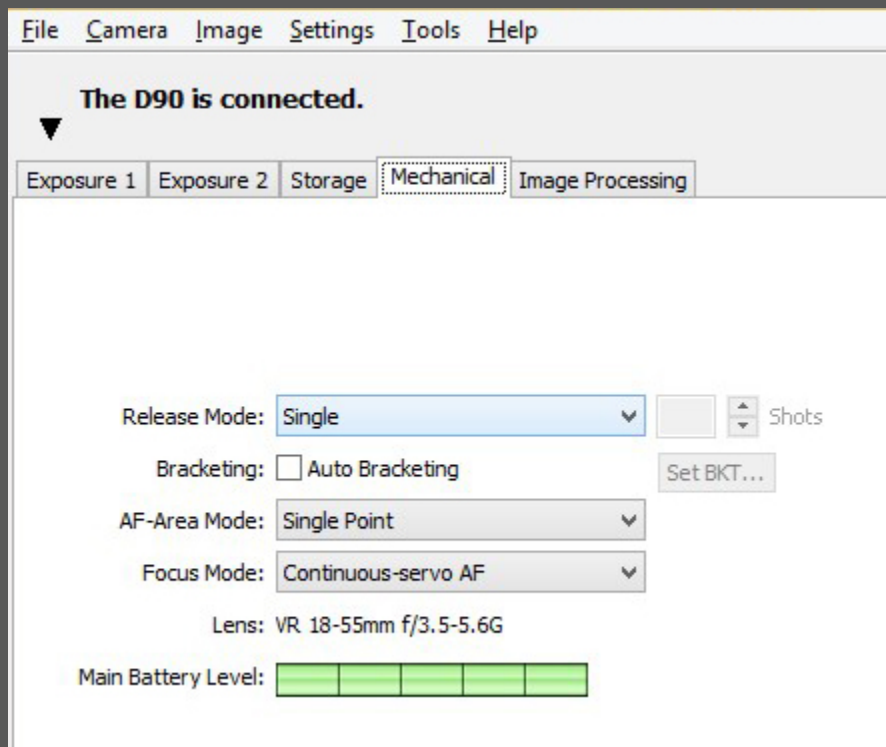 File Camera Image Settings Tools Help
The D90 is connected.
Exposure 1 Exposure 2 Storage Mechanical Image Processing
Release Mode: Single Shots
Bracketing: Auto Bracketing Set BKT...
AF-Area Mode: Single Point
Focus Mode: Continuous-servo AF
Lens: VR 18-55mm f/3.5-5.6G
Main Battery Level: